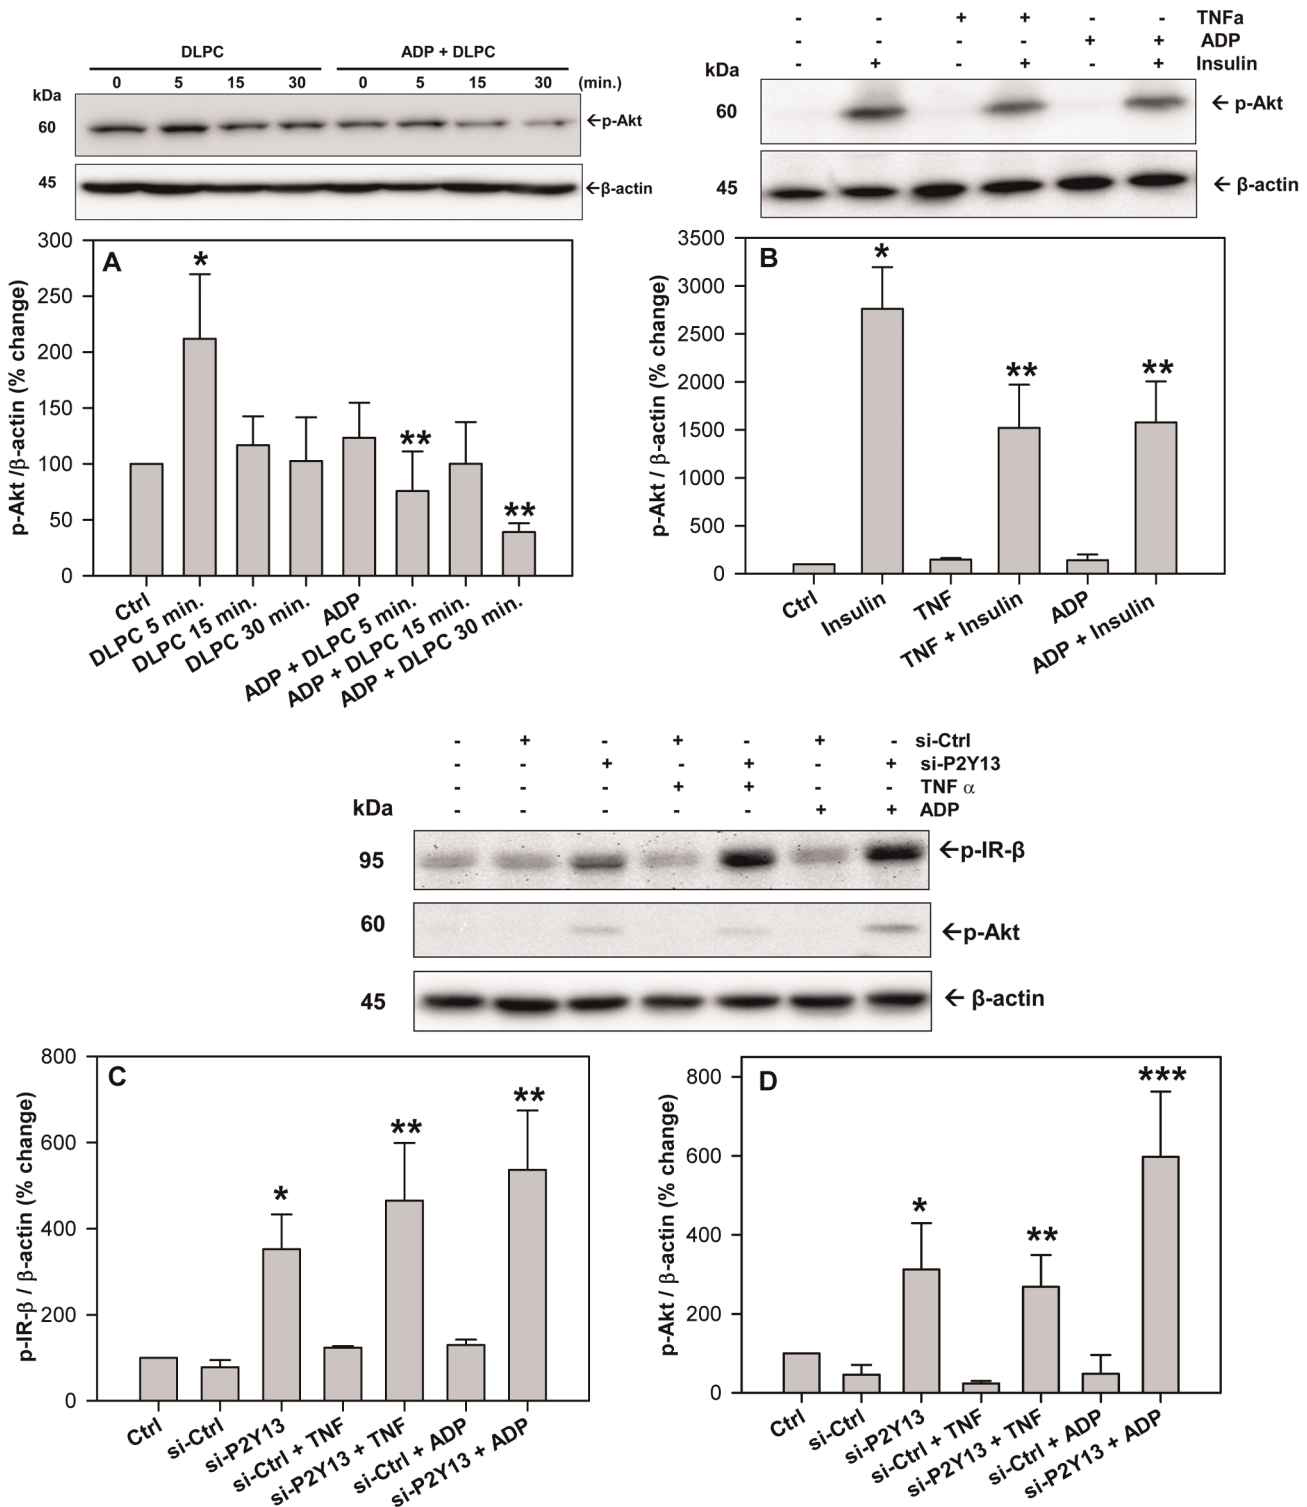 DLPC ADP + DLPC
0 5 15 30 0 5 15 30 (min.)
kDa
60 ←p-Akt
45 ←β-actin
A
p-Akt /β-actin (% change)
300
250
200
150
100
50
0
*
**
**
Ctrl
DLPC 5 min.
DLPC 15 min.
DLPC 30 min.
ADP
ADP + DLPC 5 min.
ADP + DLPC 15 min.
ADP + DLPC 30 min.
- - + + - - TNFa
- - - - + + ADP
- + - + - + Insulin
kDa
60 ← p-Akt
45 ← β-actin
B
p-Akt / β-actin (% change)
3500
3000
2500
2000
1500
1000
500
0
*
**
**
Ctrl
Insulin
TNF
TNF + Insulin
ADP
ADP + Insulin
- + - + - + - si-Ctrl
- - + - + - + si-P2Y13
- - - + + - - TNF α
- - - - - + + ADP
kDa
95 ←p-IR-β
60 ←p-Akt
45 ← β-actin
C
p-IR-β / β-actin (% change)
800
600
400
200
0
*
**
**
Ctrl
si-Ctrl
si-P2Y13
si-Ctrl + TNF
si-P2Y13 + TNF
si-Ctrl + ADP
si-P2Y13 + ADP
D
p-Akt / β-actin (% change)
800
600
400
200
0
*
**
***
Ctrl
si-Ctrl
si-P2Y13
si-Ctrl + TNF
si-P2Y13 + TNF
si-Ctrl + ADP
si-P2Y13 + ADP